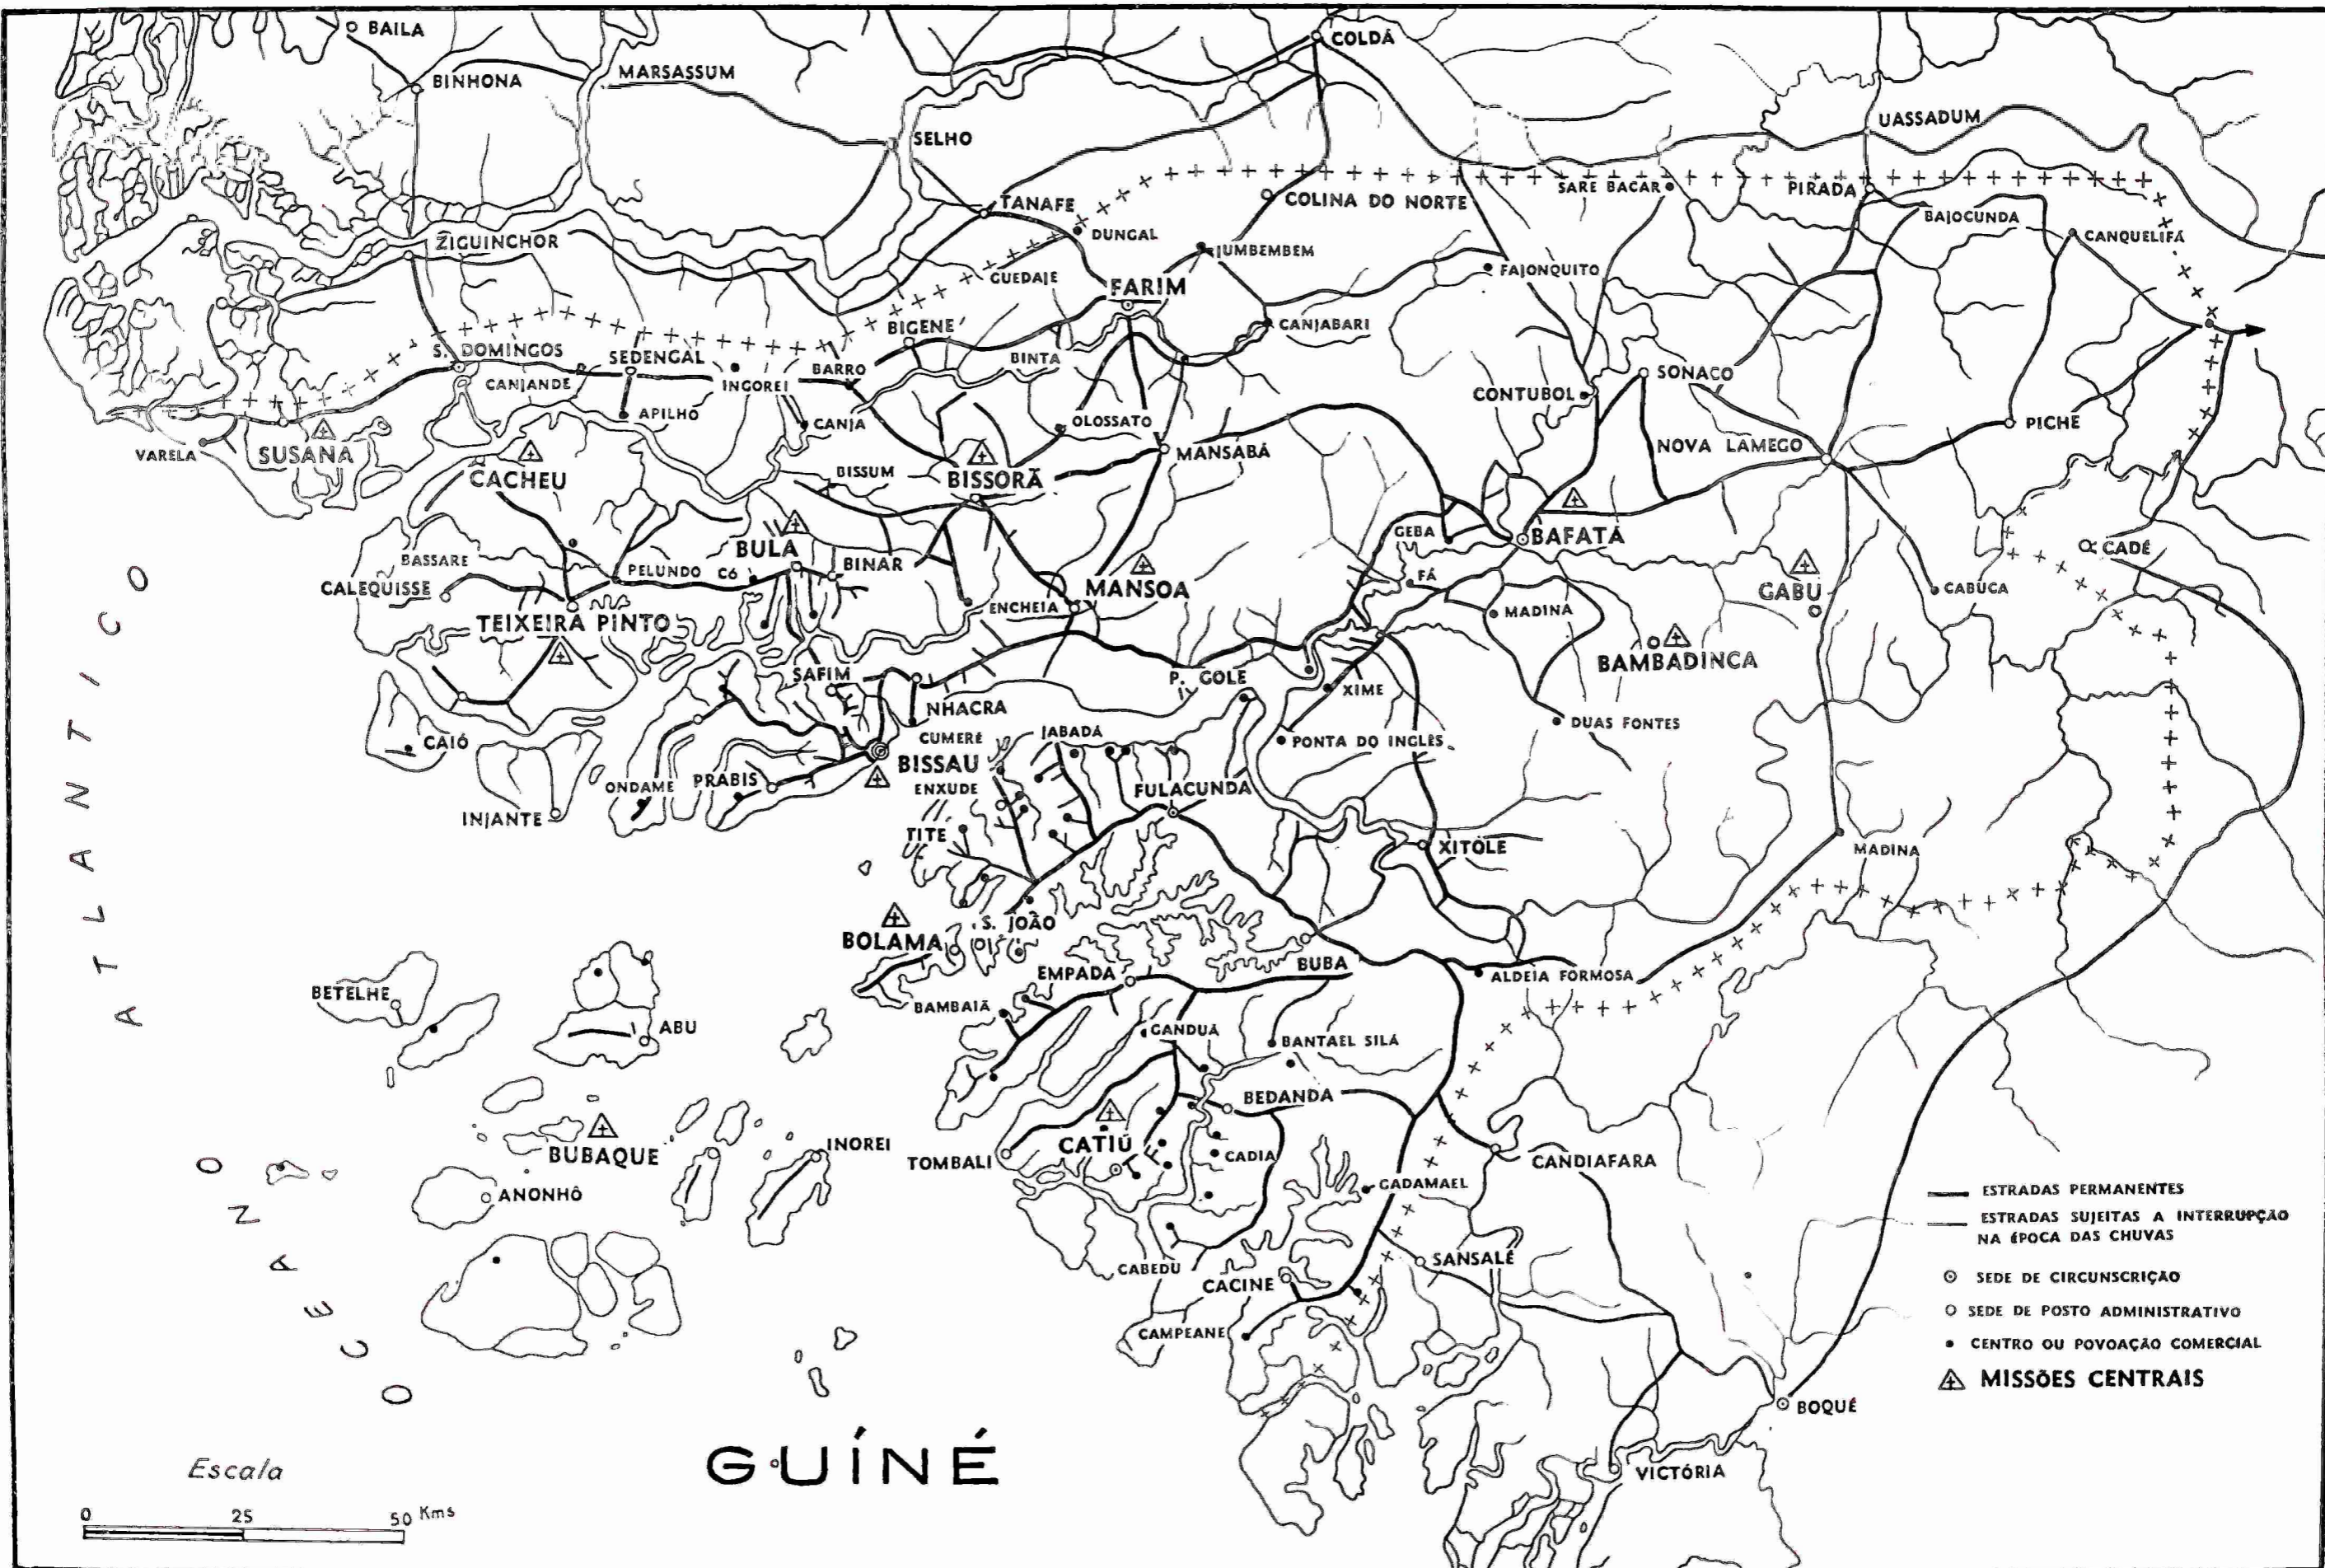 BAILA
COLDÁ
BINHONA
MARSASSUM
UASSADUM
SELHO
SARE BACAR
PIRADA
TANAFE
COLINA DO NORTE
BAJOCUNDA
DUNGAL
CANQUELIFÁ
ZIGUINCHOR
JUMBEMBEM
GUEDAJE
FAJONQUITO
FARIM
BIGENE
CANJABARI
S. DOMINGOS
SEDENGAL
BINTA
BARRO
SONACO
CANJANDE
INGOREI
CONTUBOL
APILHO
CANJA
OLOSSATO
PICHE
VARELA
SUSANA
MANSABÁ
NOVA LAMEGO
CACHEU
BISSUM
BISSORÃ
GEBA
BAFATÁ
BULA
CADÉ
BASSARE
PELUNDO
CÓ
BINAR
FÁ
CALEQUISSE
MANSOA
GABU
CABUCA
ENCHEIA
MADINA
TEIXEIRA PINTO
BAMBADINCA
SAFIM
P. GOLE
XIME
NHACRA
DUAS FONTES
CAIÓ
CUMERÉ
JABADÁ
PONTA DO INGLÊS
BISSAU
ONDAME
PRABIS
ENXUDE
FULACUNDA
INJANTE
TITE
XITOLE
MADINA
S. JOÃO
BOLAMA
BUBA
EMPADA
ALDEIA FORMOSA
BETELHE
BAMBAIÃ
ABU
GANDUÁ
BANTAEL SILÁ
BEDANDA
BUBAQUE
INOREI
CATIÚ
TOMBALI
CADIA
CANDIAFARA
ANONHÔ
GADAMAEL
SANSALÉ
CABEDU
CACINE
CAMPEANE
BOQUÉ
VICTÓRIA
OCEANO
ATLANTICO
ESTRADAS PERMANENTES
ESTRADAS SUJEITAS A INTERRUPÇÃO
NA ÉPOCA DAS CHUVAS
SEDE DE CIRCUNSCRIÇÃO
SEDE DE POSTO ADMINISTRATIVO
CENTRO OU POVOAÇÃO COMERCIAL
MISSÕES CENTRAIS
GUÍNÉ
Escala
0 25 50 Kms